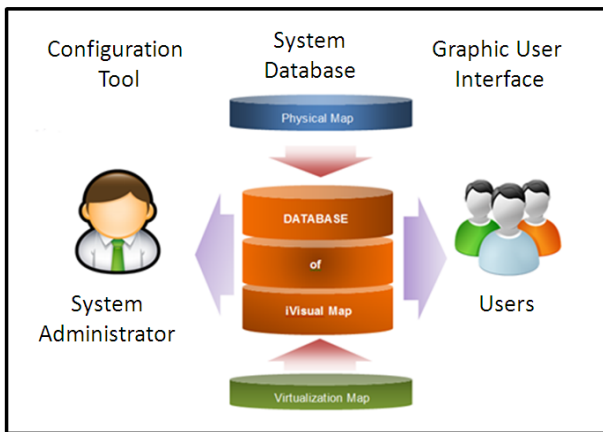 Configuration
Tool
System
Database
Graphic User
Interface
Physical Map
DATABASE
of
iVisual Map
System
Administrator
Users
Virtualization Map